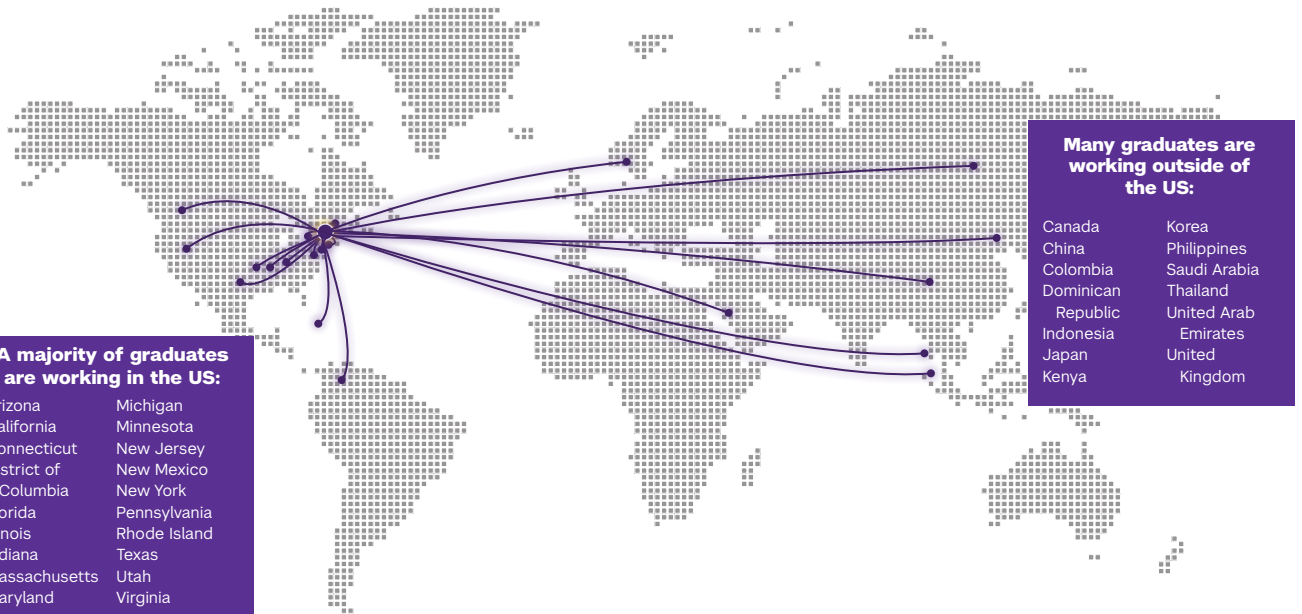 Many graduates are
working outside of
the US:
Canada
China
Colombia
Dominican
Republic
Indonesia
Japan
Kenya
Korea
Philippines
Saudi Arabia
Thailand
United Arab
Emirates
United
Kingdom
A majority of graduates
are working in the US:
rizona
alifornia
onnecticut
strict of
Columbia
orida
inois
diana
assachusetts
aryland
Michigan
Minnesota
New Jersey
New Mexico
New York
Pennsylvania
Rhode Island
Texas
Utah
Virginia